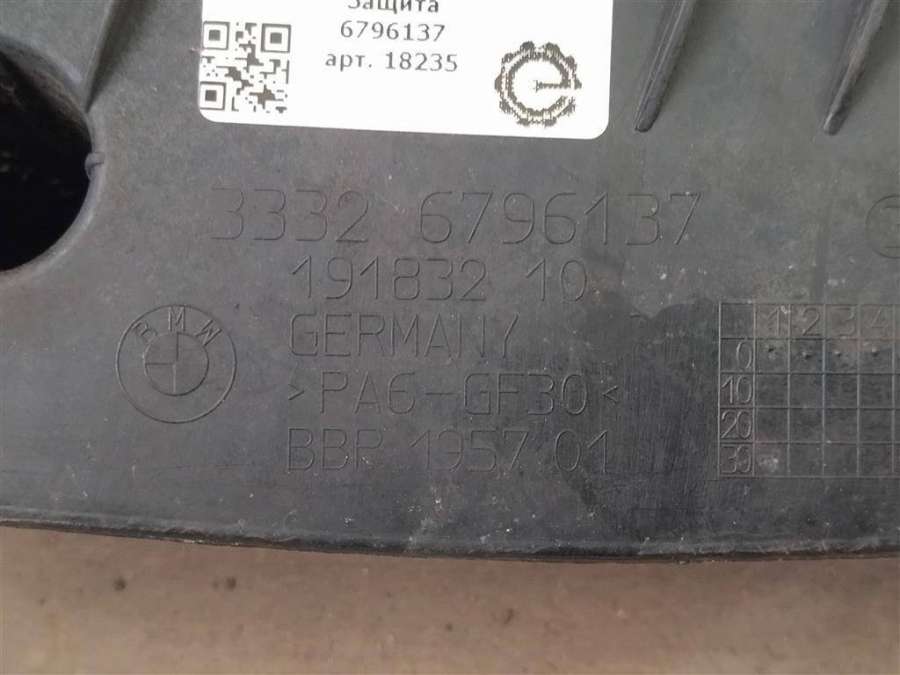 Защита
6796137
арт. 18235
3332 6796137
191832 10
GERMANY
>PA6-GF30<
BBP 1957 01
BMW
1 2 3 4
0
10
20
30